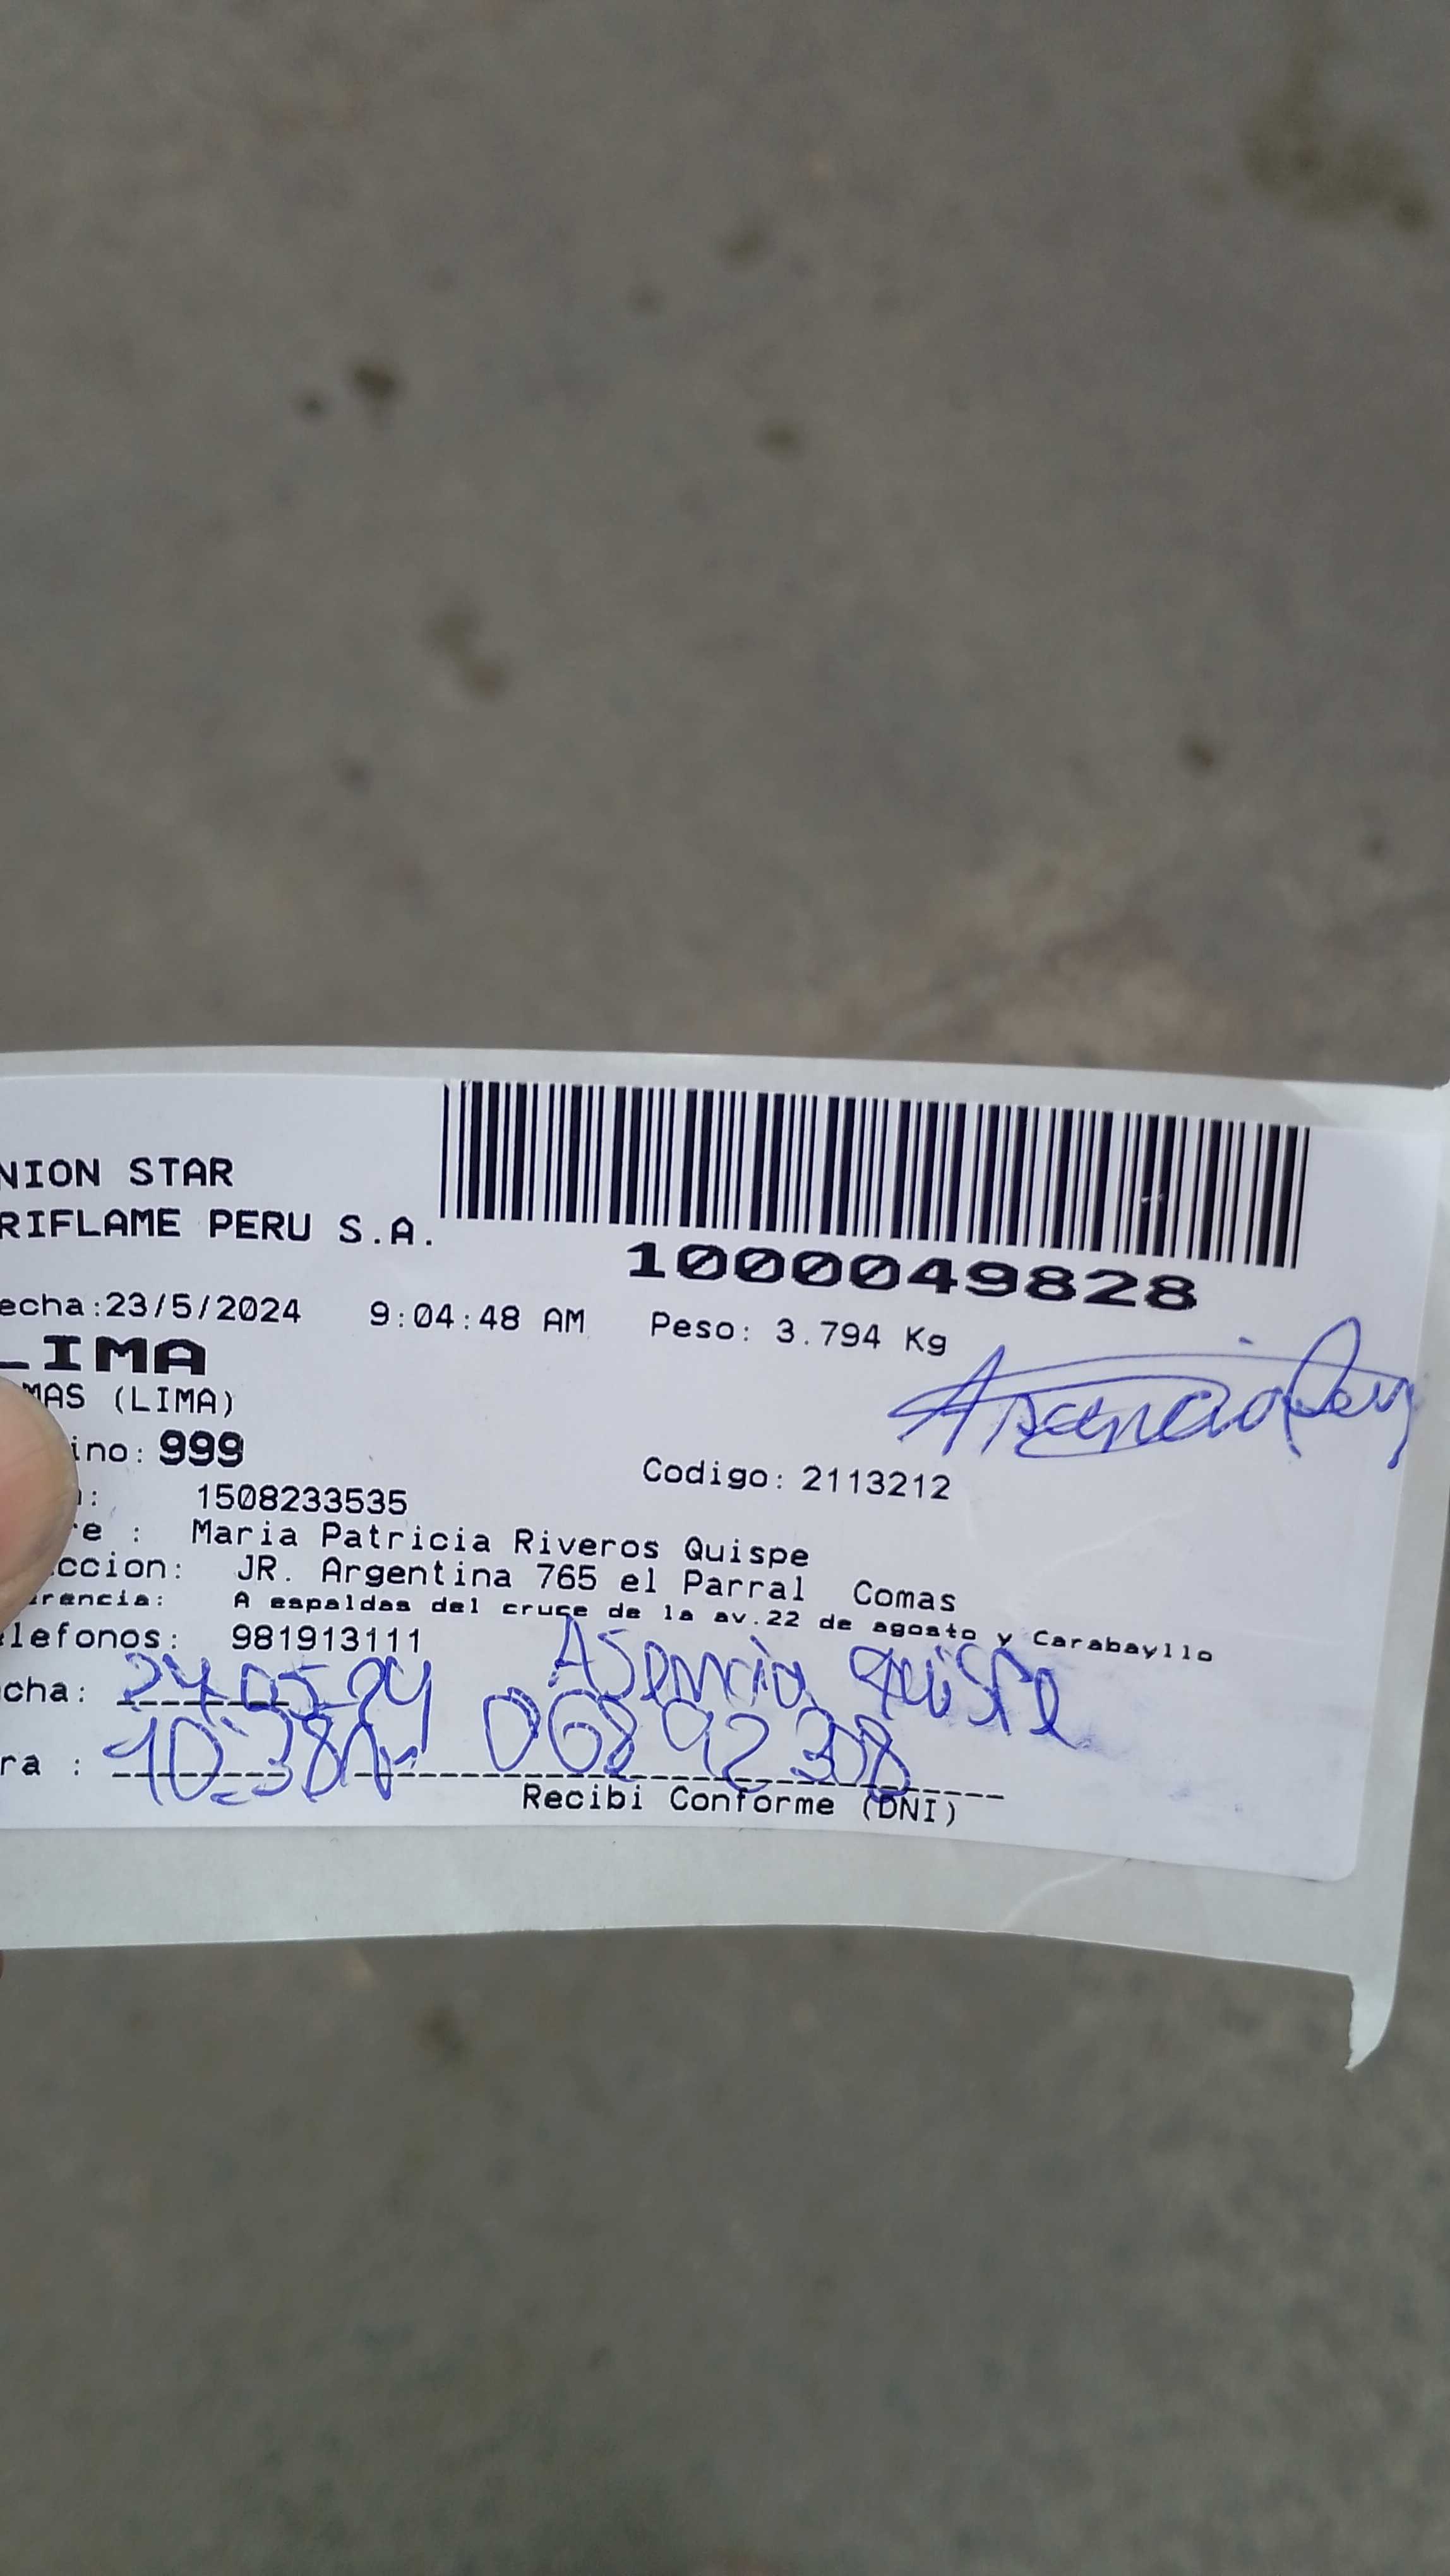 NION STAR
RIFLAME PERU S.A.
1000049828
echa:23/5/2024 9:04:48 AM Peso: 3.794 Kg
LIMA
MAS (LIMA)
ino: 999
Codigo: 2113212
: 1508233535
re : Maria Patricia Riveros Quispe
ccion: JR. Argentina 765 el Parral Comas
rencia: A espaldas del cruce de la av.22 de agosto y Carabayllo
lefonos: 981913111
Asencia Quispe
cha: 24-05-24
ra : 10:38 06892308
Recibi Conforme (DNI)